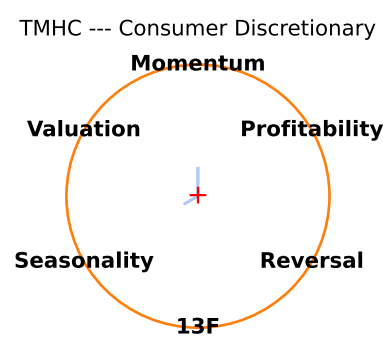 TMHC --- Consumer Discretionary
Momentum
Valuation
Profitability
Seasonality
Reversal
13F